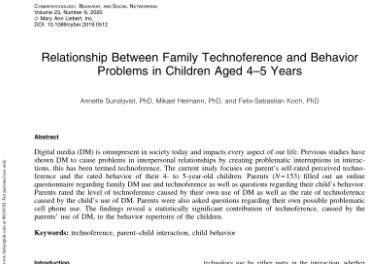 CYBERPSYCHOLOGY, BEHAVIOR, AND SOCIAL NETWORKING
Volume 23, Number 6, 2020
© Mary Ann Liebert, Inc.
DOI: 10.1089/cyber.2019.0512
Relationship Between Family Technoference and Behavior
Problems in Children Aged 4–5 Years
Annette Sundqvist, PhD, Mikael Heimann, PhD, and Felix-Sebastian Koch, PhD
Abstract
Digital media (DM) is omnipresent in society today and impacts every aspect of our life. Previous studies have
shown DM to cause problems in interpersonal relationships by creating problematic interruptions in interac-
tions, this has been termed technoference. The current study focuses on parent's self-rated perceived techno-
ference and the rated behavior of their 4- to 5-year-old children. Parents (N=153) filled out an online
questionnaire regarding family DM use and technoference as well as questions regarding their child's behavior.
Parents rated the level of technoference caused by their own use of DM as well as the rate of technoference
caused by the child's use of DM. Parents were also asked questions regarding their own possible problematic
cell phone use. The findings reveal a statistically significant contribution of technoference, caused by the
parents' use of DM, to the behavior repertoire of the children.
Keywords: technoference, parent–child interaction, child behavior
Introduction
technology use by either party in the interaction, whether
For personal use only.